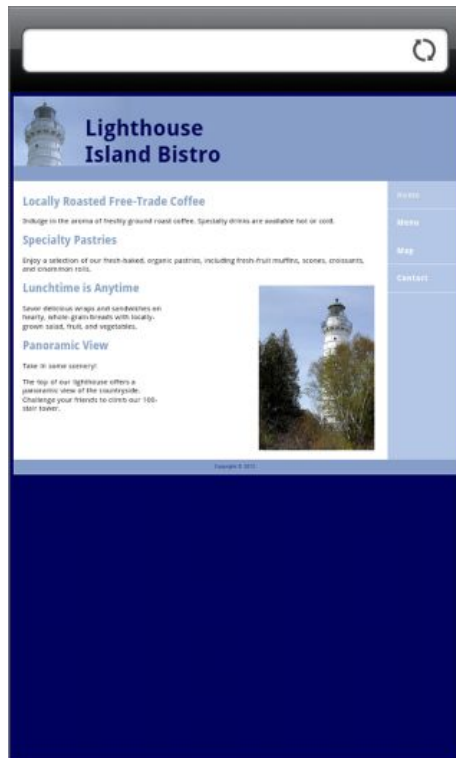 Lighthouse
Island Bistro
Home
Menu
Map
Contact
Locally Roasted Free-Trade Coffee
Indulge in the aroma of freshly ground roast coffee. Specialty drinks are available hot or cold.
Specialty Pastries
Enjoy a selection of our fresh-baked, organic pastries, including fresh-fruit muffins, scones, croissants,
and cinammon rolls.
Lunchtime is Anytime
Savor delicious wraps and sandwiches on
hearty, whole-grain breads with locally-
grown salad, fruit, and vegetables.
Panoramic View
Take in some scenery!
The top of our lighthouse offers a
panoramic view of the countryside.
Challenge your friends to climb our 100-
stair tower.
Copyright ©